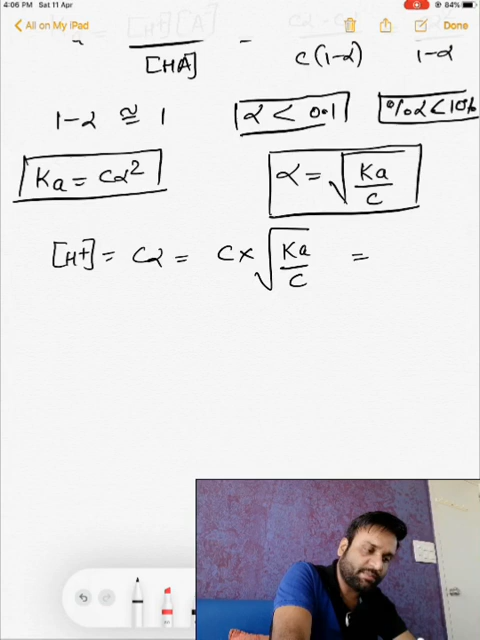 4:06 PM Sat 11 Apr 84%
All on My iPad Done
[HA] C(1-α) 1-α
1-α ≅ 1 α < 0.1 %α<10%
Ka = Cα² α = √(Ka/C)
[H+] = Cα = C× √(Ka/C) =